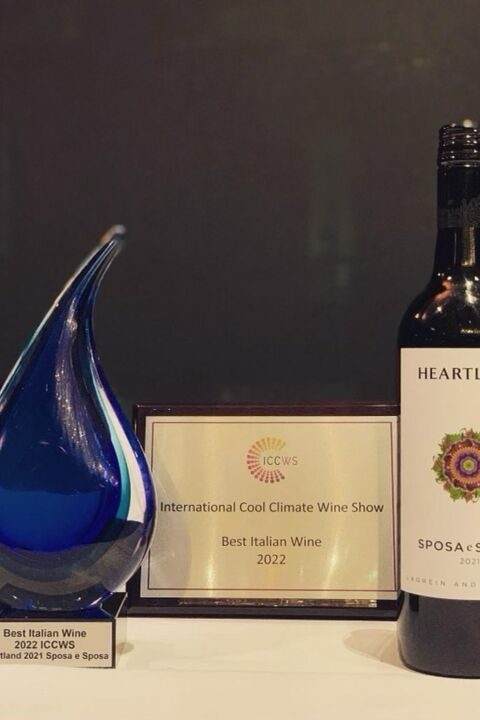 ICCWS
International Cool Climate Wine Show
Best Italian Wine
2022
Best Italian Wine
2022 ICCWS
tland 2021 Sposa e Sposa
HEARTL
SPOSA e S
2021
LAGREIN AND